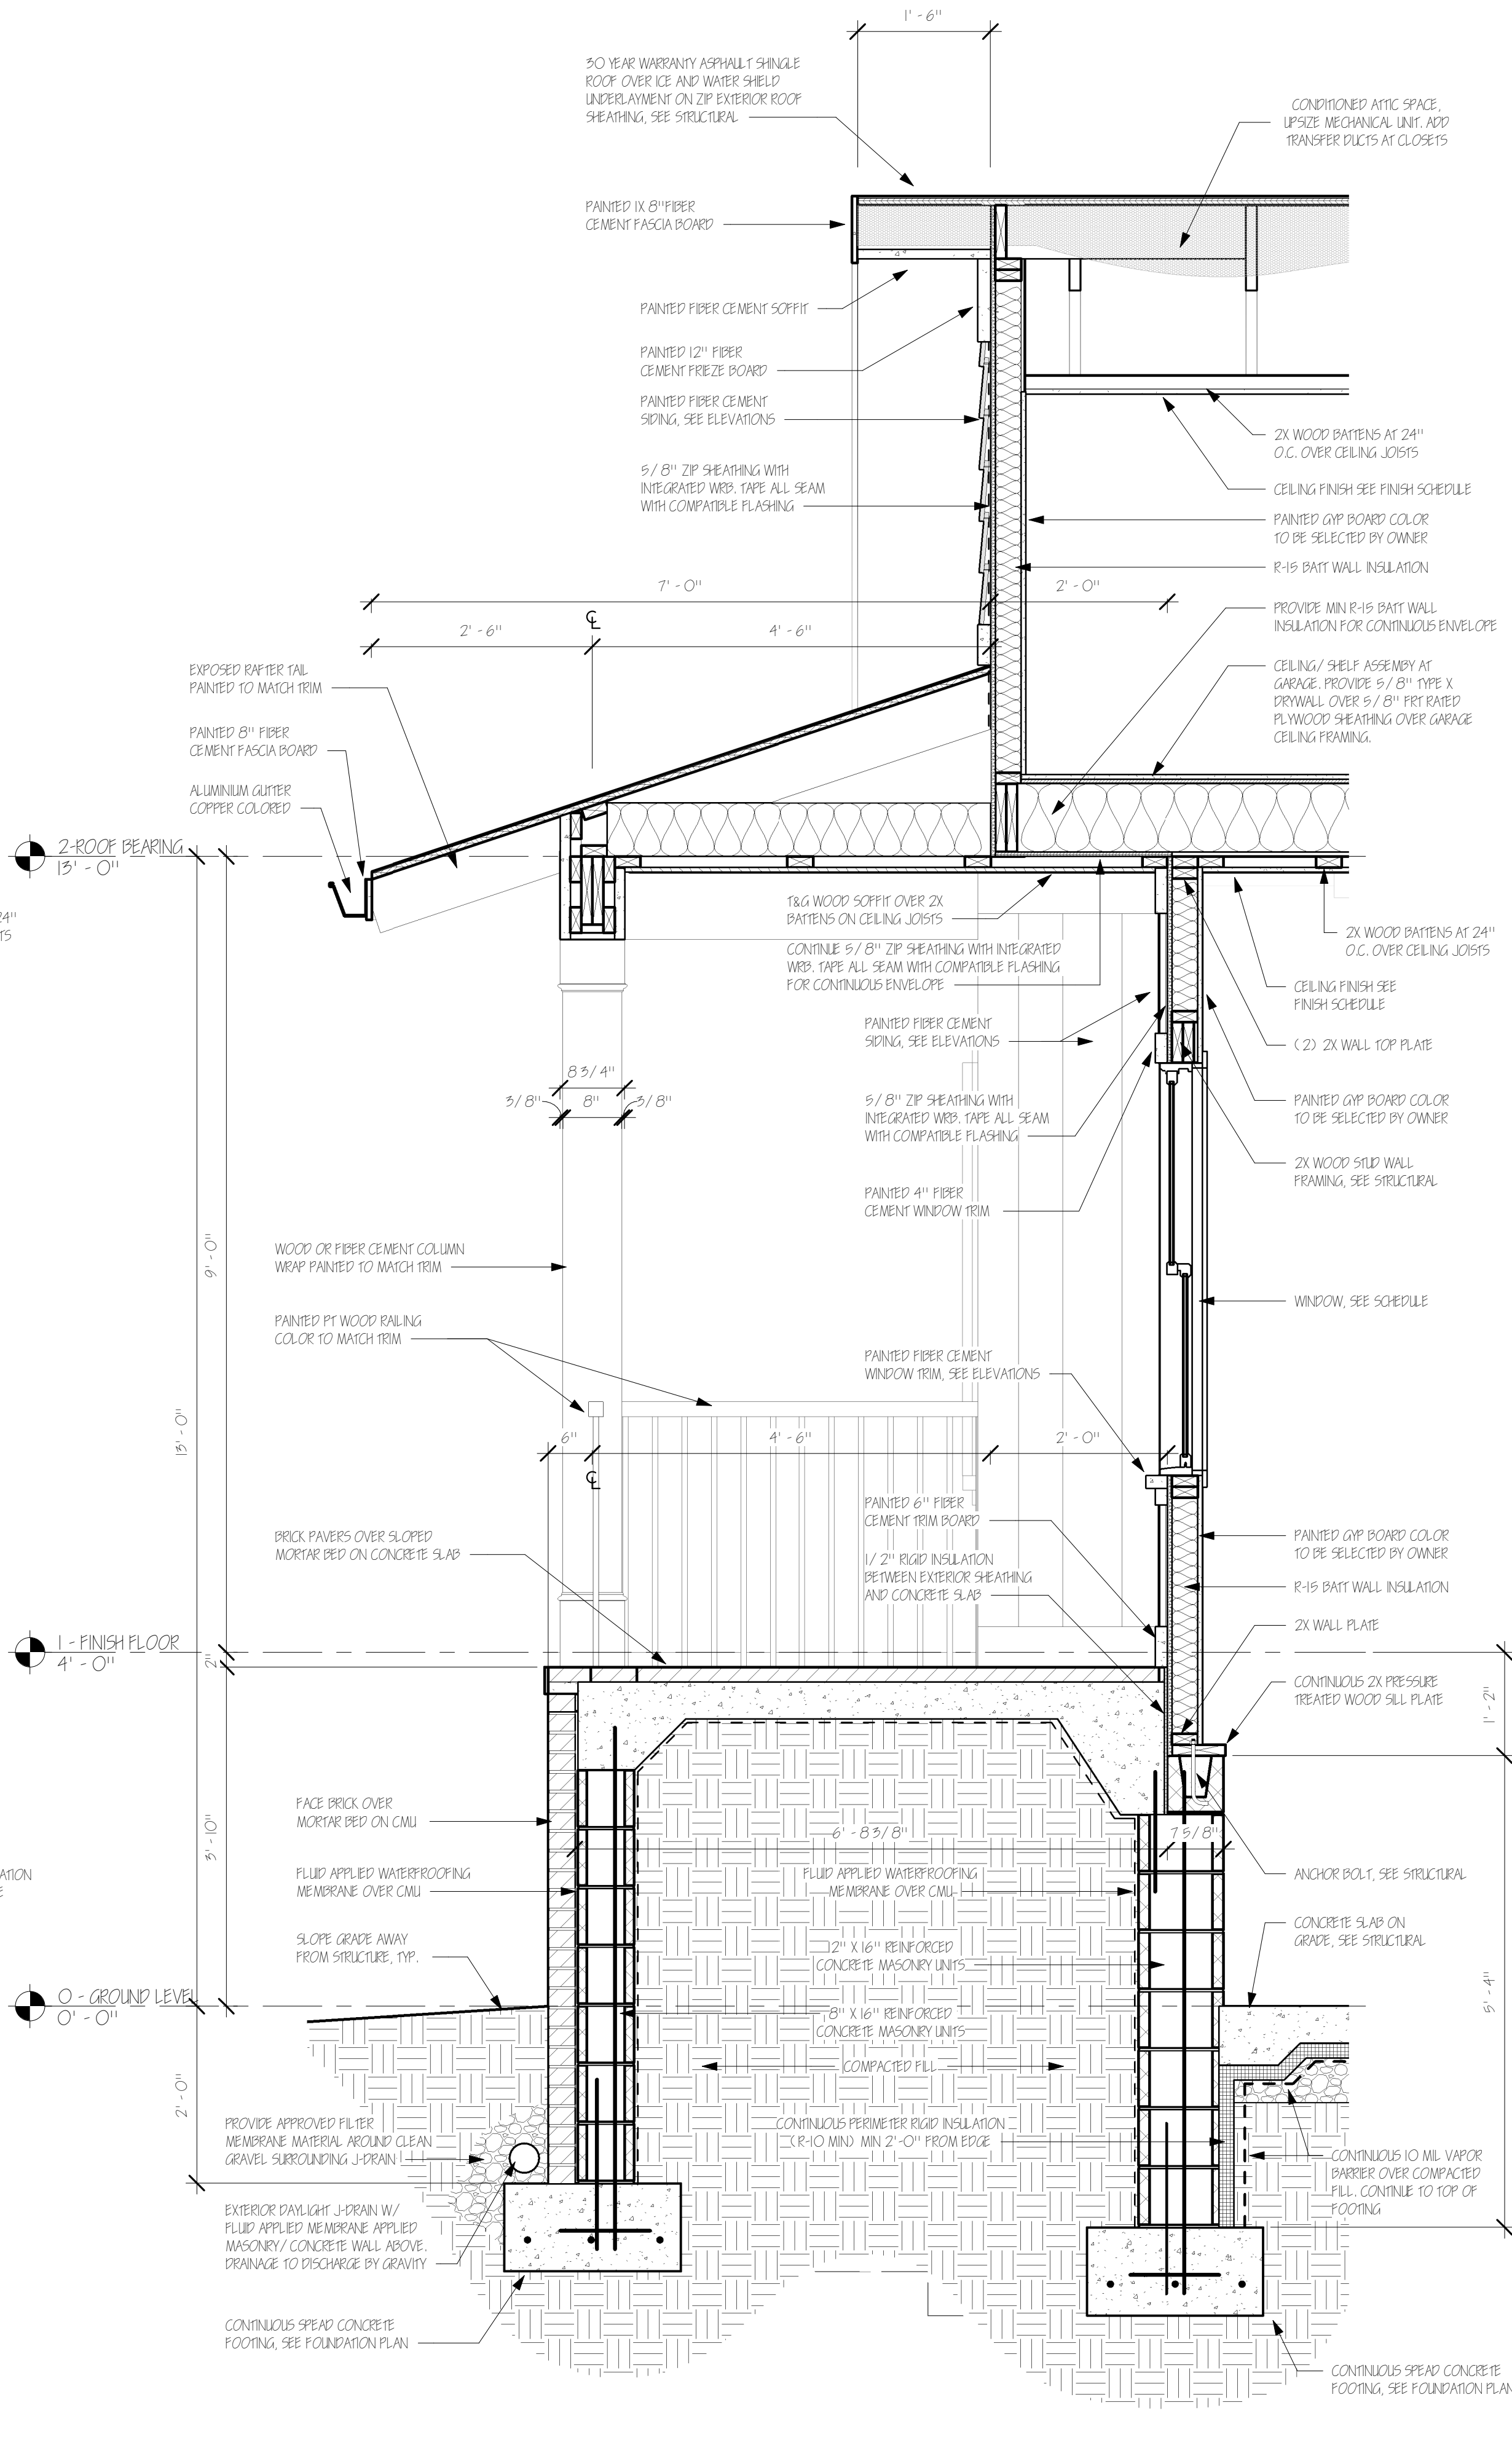 1' - 6"
30 YEAR WARRANTY ASPHAULT SHINGLE
ROOF OVER ICE AND WATER SHIELD
UNDERLAYMENT ON ZIP EXTERIOR ROOF
SHEATHING, SEE STRUCTURAL
CONDITIONED ATTIC SPACE,
UPSIZE MECHANICAL UNIT. ADD
TRANSFER DUCTS AT CLOSETS
PAINTED 1X 8"FIBER
CEMENT FASCIA BOARD
PAINTED FIBER CEMENT SOFFIT
PAINTED 12" FIBER
CEMENT FRIEZE BOARD
PAINTED FIBER CEMENT
SIDING, SEE ELEVATIONS
5/8" ZIP SHEATHING WITH
INTEGRATED WRB. TAPE ALL SEAM
WITH COMPATIBLE FLASHING
2X WOOD BATTENS AT 24"
O.C. OVER CEILING JOISTS
CEILING FINISH SEE FINISH SCHEDULE
PAINTED GYP BOARD COLOR
TO BE SELECTED BY OWNER
R-15 BATT WALL INSULATION
PROVIDE MIN R-15 BATT WALL
INSULATION FOR CONTINUOUS ENVELOPE
CEILING/ SHELF ASSEMBY AT
GARAGE. PROVIDE 5/8" TYPE X
DRYWALL OVER 5/8" FRT RATED
PLYWOOD SHEATHING OVER GARAGE
CEILING FRAMING.
7' - 0"
2' - 0"
2' - 6"
4' - 6"
EXPOSED RAFTER TAIL
PAINTED TO MATCH TRIM
PAINTED 8" FIBER
CEMENT FASCIA BOARD
ALUMINIUM GUTTER
COPPER COLORED
2-ROOF BEARING
13' - 0"
24"
TS
T&G WOOD SOFFIT OVER 2X
BATTENS ON CEILING JOISTS
CONTINUE 5/8" ZIP SHEATHING WITH INTEGRATED
WRB. TAPE ALL SEAM WITH COMPATIBLE FLASHING
FOR CONTINUOUS ENVELOPE
PAINTED FIBER CEMENT
SIDING, SEE ELEVATIONS
5/8" ZIP SHEATHING WITH
INTEGRATED WRB. TAPE ALL SEAM
WITH COMPATIBLE FLASHING
PAINTED 4" FIBER
CEMENT WINDOW TRIM
2X WOOD BATTENS AT 24"
O.C. OVER CEILING JOISTS
CEILING FINISH SEE
FINISH SCHEDULE
(2) 2X WALL TOP PLATE
PAINTED GYP BOARD COLOR
TO BE SELECTED BY OWNER
2X WOOD STUD WALL
FRAMING, SEE STRUCTURAL
WINDOW, SEE SCHEDULE
8 3/4"
3/8"
8"
3/8"
WOOD OR FIBER CEMENT COLUMN
WRAP PAINTED TO MATCH TRIM
PAINTED PT WOOD RAILING
COLOR TO MATCH TRIM
9' - 0"
13' - 0"
PAINTED FIBER CEMENT
WINDOW TRIM, SEE ELEVATIONS
6"
4' - 6"
2' - 0"
PAINTED 6" FIBER
CEMENT TRIM BOARD
1/2" RIGID INSULATION
BETWEEN EXTERIOR SHEATHING
AND CONCRETE SLAB
BRICK PAVERS OVER SLOPED
MORTAR BED ON CONCRETE SLAB
PAINTED GYP BOARD COLOR
TO BE SELECTED BY OWNER
R-15 BATT WALL INSULATION
2X WALL PLATE
CONTINUOUS 2X PRESSURE
TREATED WOOD SILL PLATE
1 - FINISH FLOOR
4' - 0"
2"
1' - 2"
3' - 10"
FACE BRICK OVER
MORTAR BED ON CMU
FLUID APPLIED WATERFROOFING
MEMBRANE OVER CMU
SLOPE GRADE AWAY
FROM STRUCTURE, TYP.
6' - 8 3/8"
7 5/8"
FLUID APPLIED WATERFROOFING
MEMBRANE OVER CMU
12" X 16" REINFORCED
CONCRETE MASONRY UNITS
8" X 16" REINFORCED
CONCRETE MASONRY UNITS
COMPACTED FILL
CONTINUOUS PERIMETER RIGID INSULATION
(R-10 MIN) MIN 2'-0" FROM EDGE
ANCHOR BOLT, SEE STRUCTURAL
CONCRETE SLAB ON
GRADE, SEE STRUCTURAL
ATION
E
0 - GROUND LEVEL
0' - 0"
5' - 4"
2' - 0"
PROVIDE APPROVED FILTER
MEMBRANE MATERIAL AROUND CLEAN
GRAVEL SURROUNDING J-DRAIN
EXTERIOR DAYLIGHT J-DRAIN W/
FLUID APPLIED MEMBRANE APPLIED
MASONRY/ CONCRETE WALL ABOVE.
DRAINAGE TO DISCHARGE BY GRAVITY
CONTINUOUS SPEAD CONCRETE
FOOTING, SEE FOUNDATION PLAN
CONTINUOUS 10 MIL VAPOR
BARRIER OVER COMPACTED
FILL. CONTINUE TO TOP OF
FOOTING
CONTINUOUS SPEAD CONCRETE
FOOTING, SEE FOUNDATION PLAN